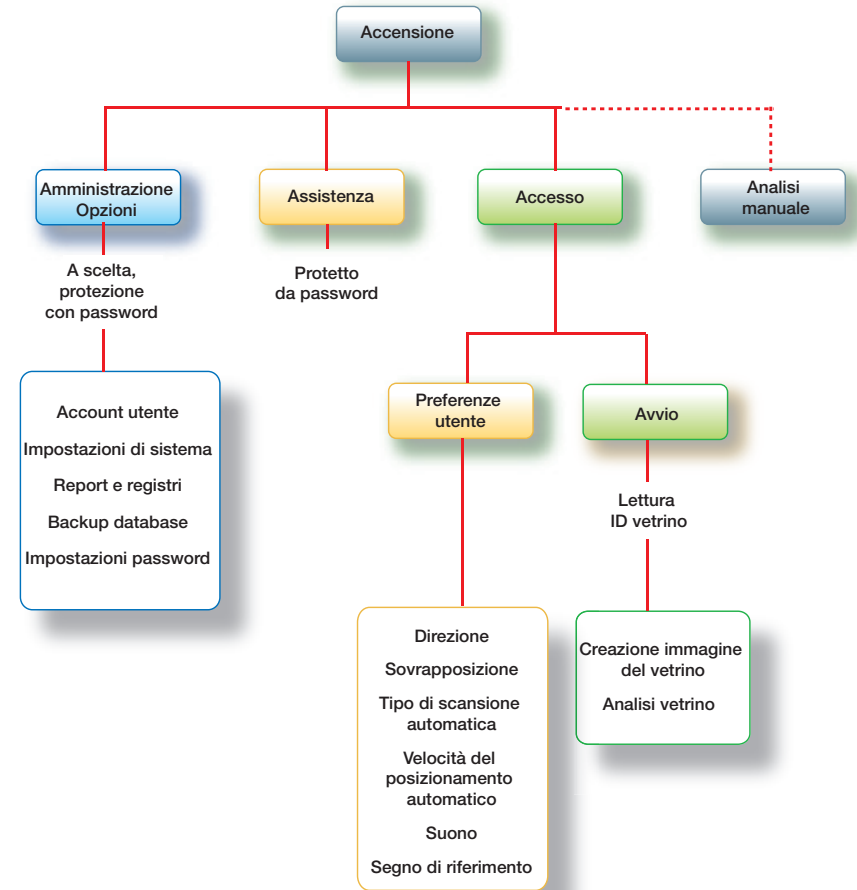 Accensione
Amministrazione
Opzioni
Assistenza
Accesso
Analisi
manuale
A scelta,
protezione
con password
Protetto
da password
Account utente
Impostazioni di sistema
Report e registri
Backup database
Impostazioni password
Preferenze
utente
Avvio
Lettura
ID vetrino
Direzione
Sovrapposizione
Tipo di scansione
automatica
Velocità del
posizionamento
automatico
Suono
Segno di riferimento
Creazione immagine
del vetrino
Analisi vetrino